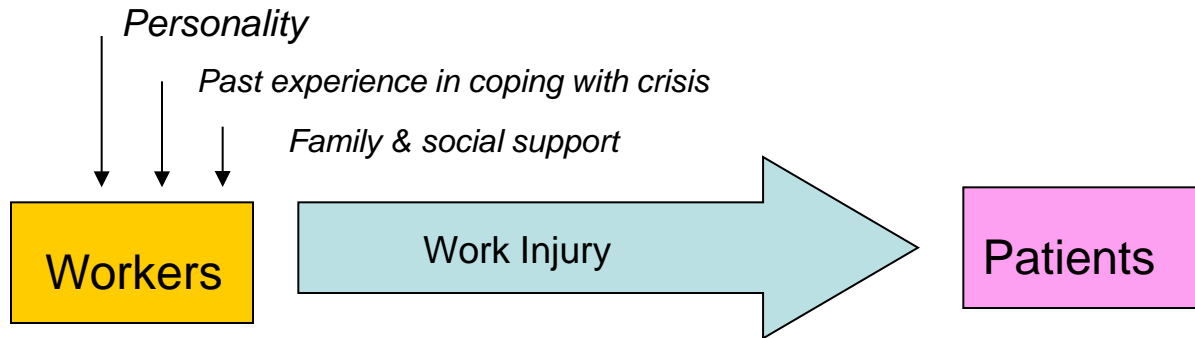 Personality
Past experience in coping with crisis
Family & social support
Workers
Work Injury
Patients